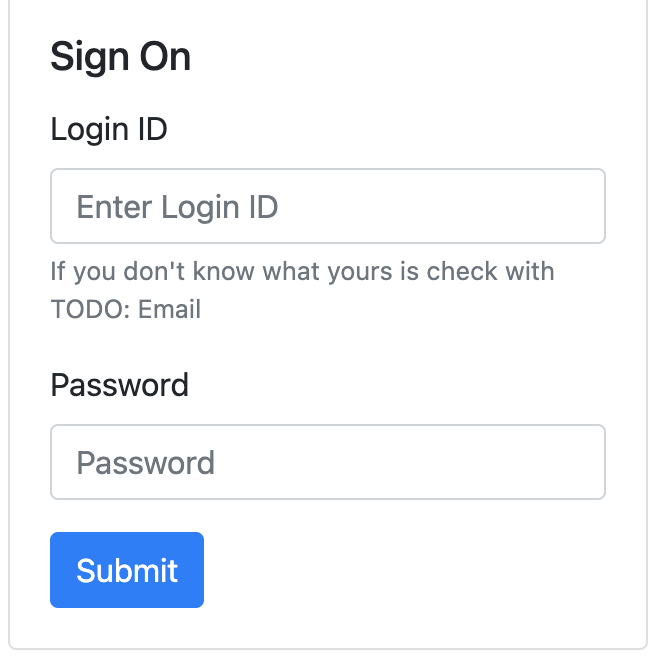 Sign On
Login ID
Enter Login ID
If you don't know what yours is check with
TODO: Email
Password
Password
Submit